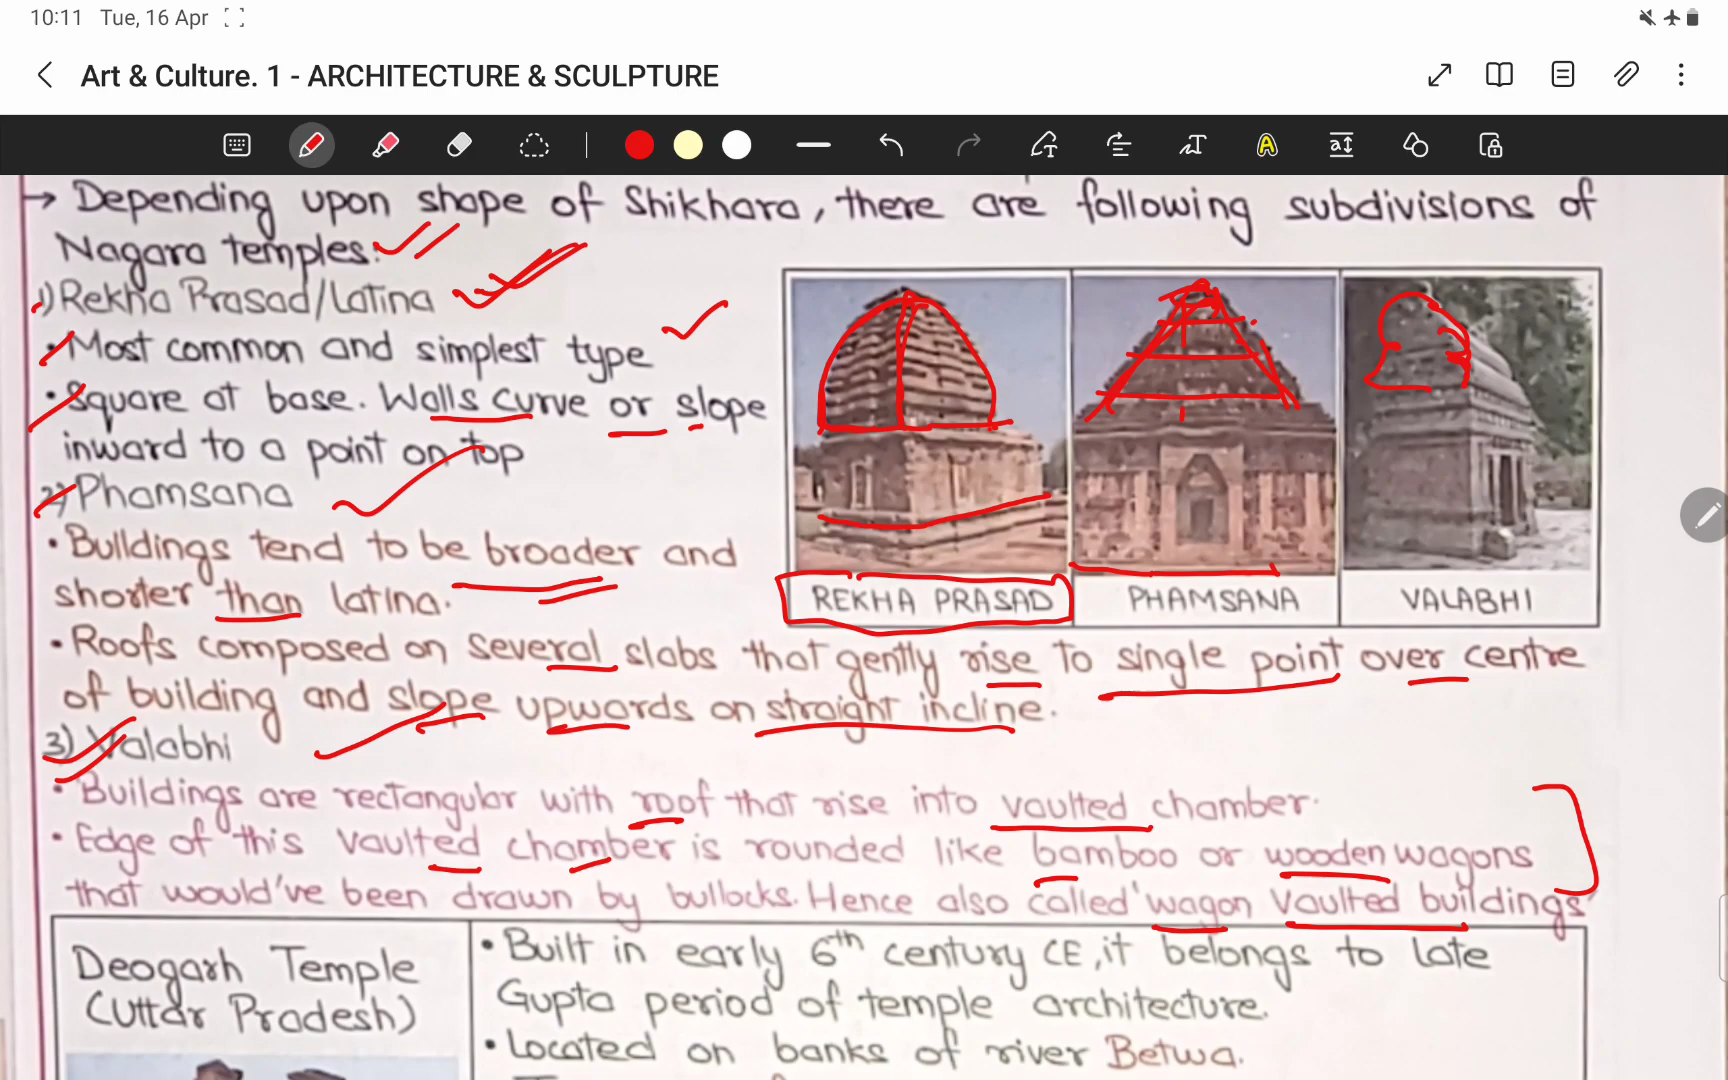 10:11 Tue, 16 Apr
Art & Culture. 1 - ARCHITECTURE & SCULPTURE
→ Depending upon shape of Shikhara, there are following subdivisions of
Nagara temples:
1) Rekha Prasad/Latina
• Most common and simplest type
• Square at base. Walls curve or slope
inward to a point on top
2) Phamsana
• Buildings tend to be broader and
shorter than latina.
REKHA PRASAD PHAMSANA VALABHI
• Roofs composed on several slabs that gently rise to single point over centre
of building and slope upwards on straight incline.
3) Valabhi
• Buildings are rectangular with roof that rise into vaulted chamber.
• Edge of this vaulted chamber is rounded like bamboo or wooden wagons
that would've been drawn by bullocks. Hence also called 'wagon vaulted buildings'
Deogarh Temple
(Uttar Pradesh)
• Built in early 6th century CE, it belongs to late
Gupta period of temple architecture.
• Located on banks of river Betwa.